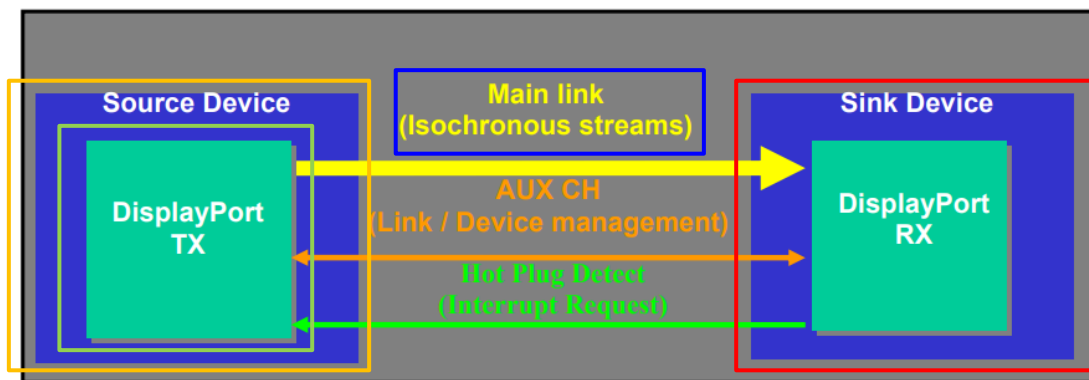 Source Device
Main link
(Isochronous streams)
Sink Device
DisplayPort
TX
AUX CH
(Link / Device management)
DisplayPort
RX
Hot Plug Detect
(Interrupt Request)